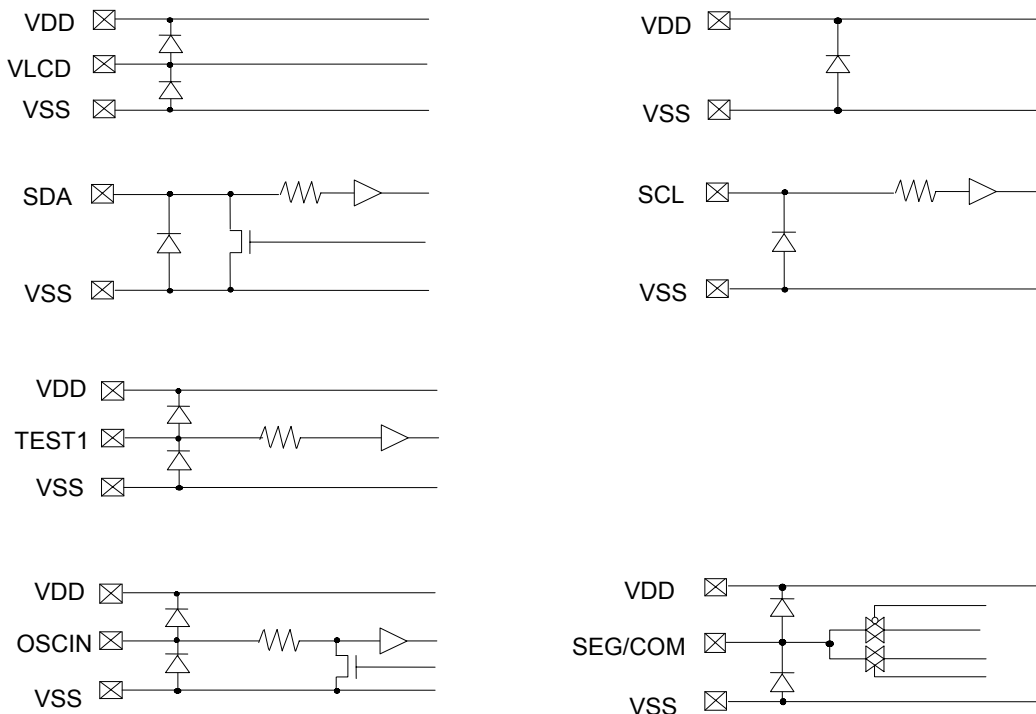 VDD
VLCD
VSS
VDD
VSS
SDA
VSS
SCL
VSS
VDD
TEST1
VSS
VDD
OSCIN
VSS
VDD
SEG/COM
VSS